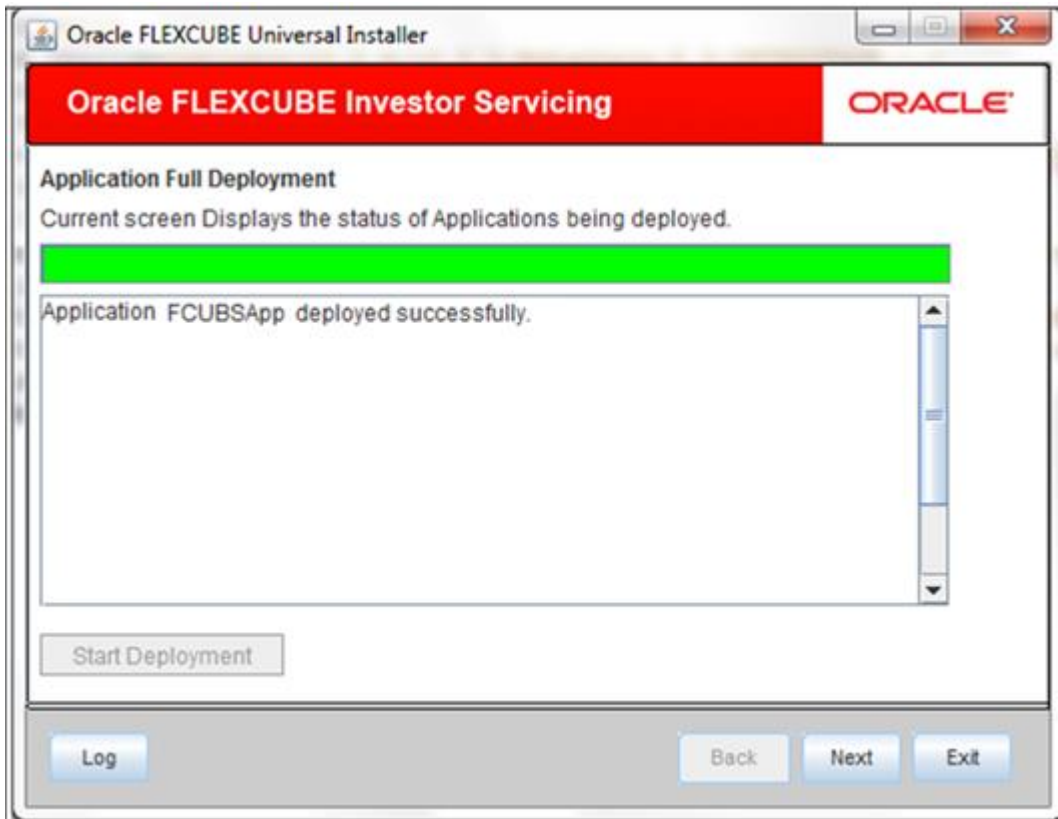 Oracle FLEXCUBE Universal Installer
Oracle FLEXCUBE Investor Servicing
ORACLE
Application Full Deployment
Current screen Displays the status of Applications being deployed.
Application FCUBSApp deployed successfully.
Start Deployment
Log
Back
Next
Exit